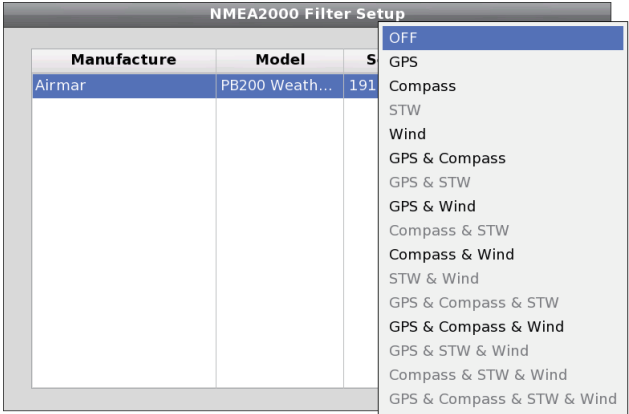 NMEA2000 Filter Setup
Manufacture Model
Airmar PB200 Weath... 191
OFF
GPS
Compass
STW
Wind
GPS & Compass
GPS & STW
GPS & Wind
Compass & STW
Compass & Wind
STW & Wind
GPS & Compass & STW
GPS & Compass & Wind
GPS & STW & Wind
Compass & STW & Wind
GPS & Compass & STW & Wind